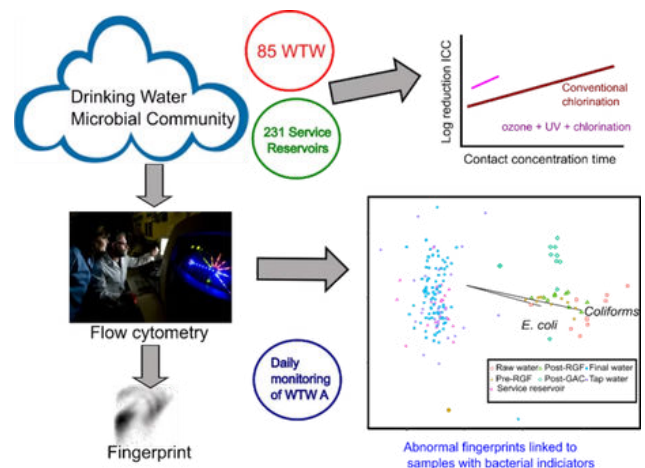 Drinking Water
Microbial Community
85 WTW
231 Service
Reservoirs
Log reduction ICC
Conventional
chlorination
ozone + UV + chlorination
Contact concentration time
Flow cytometry
Fingerprint
Daily
monitoring
of WTW A
E. coli
Coliforms
Raw water Post-RGF Final water
Pre-RGF Post-GAC Tap water
Service reservoir
Abnormal fingerprints linked to
samples with bacterial indiciators